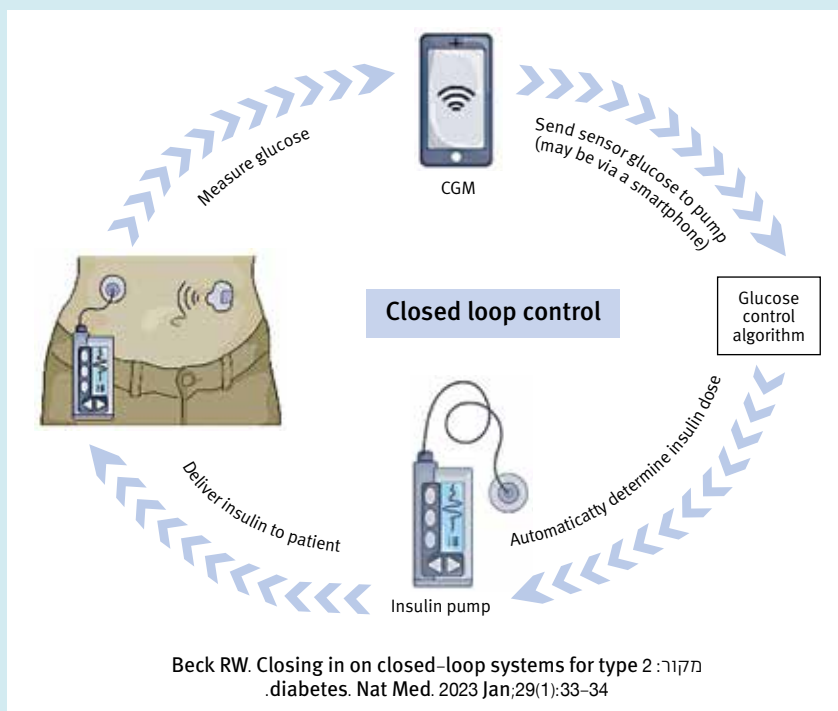 CGM
Measure glucose
Send sensor glucose to pump
(may be via a smartphone)
Closed loop control
Glucose
control
algorithm
Automaticatty determine insulin dose
Deliver insulin to patient
Insulin pump
מקור: Beck RW. Closing in on closed-loop systems for type 2
diabetes. Nat Med. 2023 Jan;29(1):33-34.